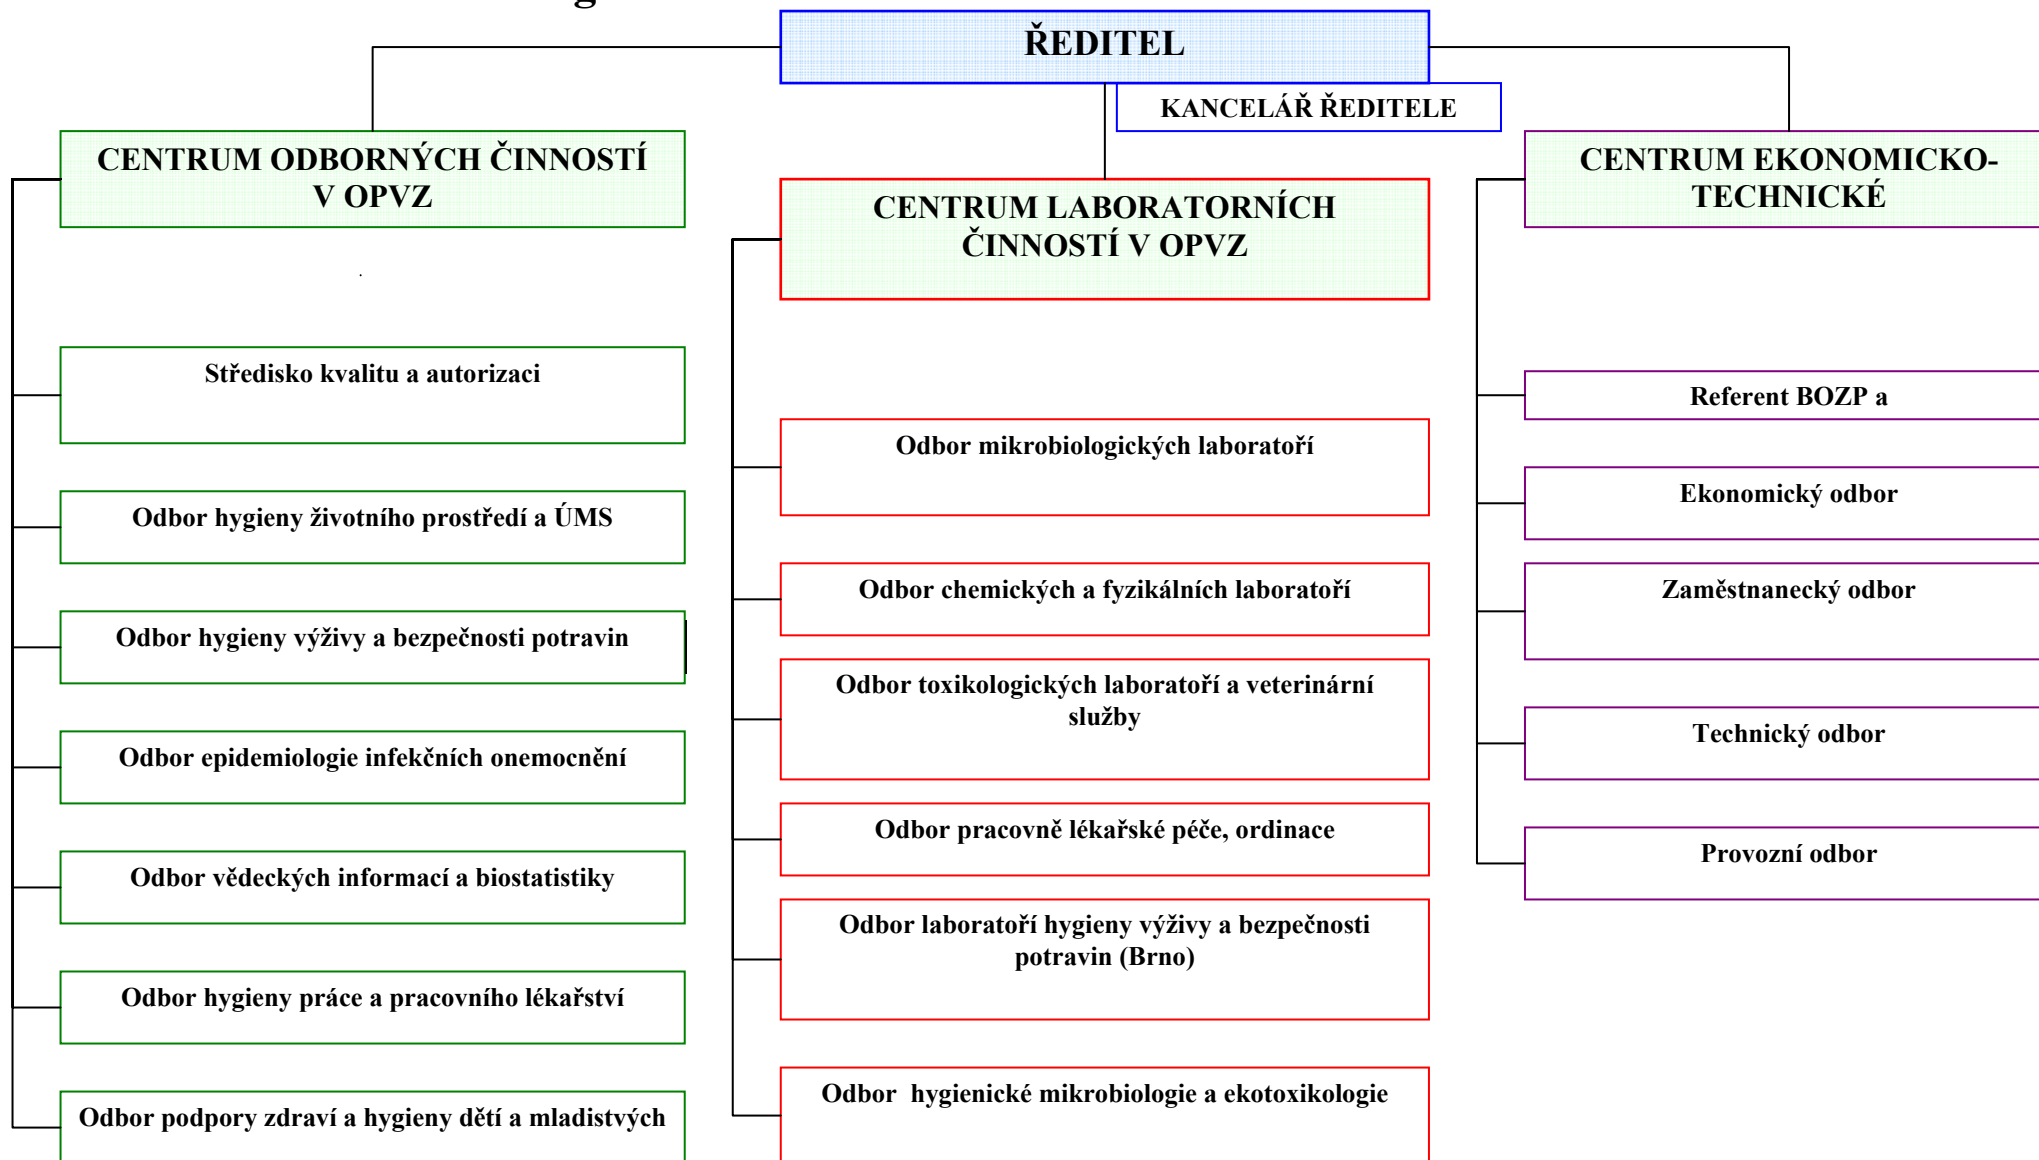 ŘEDITEL
KANCELÁŘ ŘEDITELE
CENTRUM ODBORNÝCH ČINNOSTÍ
V OPVZ
Středisko kvalitu a autorizaci
Odbor hygieny životního prostředí a ÚMS
Odbor hygieny výživy a bezpečnosti potravin
Odbor epidemiologie infekčních onemocnění
Odbor vědeckých informací a biostatistiky
Odbor hygieny práce a pracovního lékařství
Odbor podpory zdraví a hygieny dětí a mladistvých
CENTRUM LABORATORNÍCH
ČINNOSTÍ V OPVZ
Odbor mikrobiologických laboratoří
Odbor chemických a fyzikálních laboratoří
Odbor toxikologických laboratoří a veterinární
služby
Odbor pracovně lékařské péče, ordinace
Odbor laboratoří hygieny výživy a bezpečnosti
potravin (Brno)
Odbor hygienické mikrobiologie a ekotoxikologie
CENTRUM EKONOMICKO-
TECHNICKÉ
Referent BOZP a
Ekonomický odbor
Zaměstnanecký odbor
Technický odbor
Provozní odbor